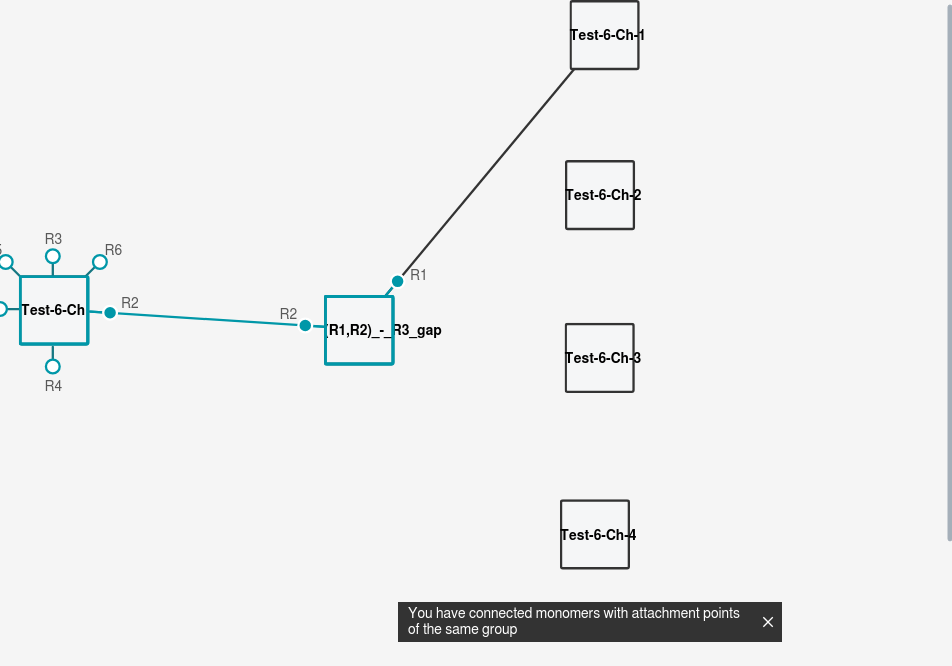 Test-6-Ch-1
Test-6-Ch-2
R3
R6
R1
Test-6-Ch
R2
R2
(R1,R2)_-_R3_gap
Test-6-Ch-3
R4
Test-6-Ch-4
You have connected monomers with attachment points
of the same group